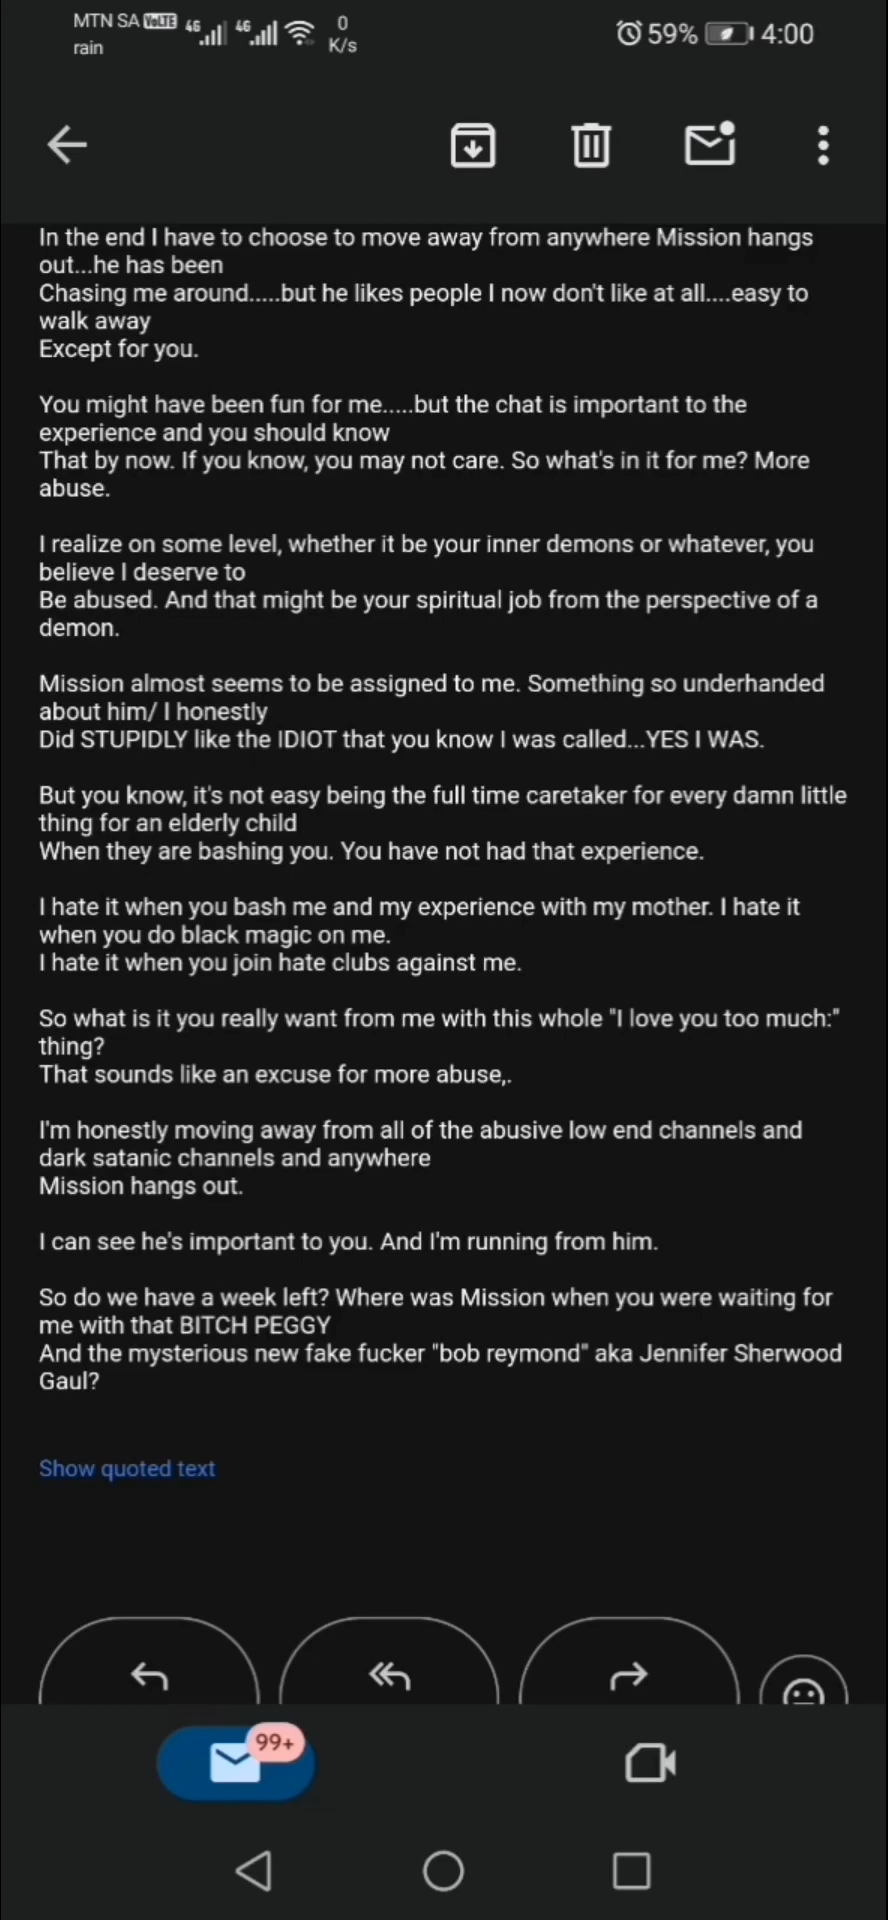 MTN SA VoLTE 4G 4G 0 59% 4:00
rain K/s
In the end I have to choose to move away from anywhere Mission hangs
out...he has been
Chasing me around.....but he likes people I now don't like at all....easy to
walk away
Except for you.
You might have been fun for me.....but the chat is important to the
experience and you should know
That by now. If you know, you may not care. So what's in it for me? More
abuse.
I realize on some level, whether it be your inner demons or whatever, you
believe I deserve to
Be abused. And that might be your spiritual job from the perspective of a
demon.
Mission almost seems to be assigned to me. Something so underhanded
about him/ I honestly
Did STUPIDLY like the IDIOT that you know I was called...YES I WAS.
But you know, it's not easy being the full time caretaker for every damn little
thing for an elderly child
When they are bashing you. You have not had that experience.
I hate it when you bash me and my experience with my mother. I hate it
when you do black magic on me.
I hate it when you join hate clubs against me.
So what is it you really want from me with this whole "I love you too much:"
thing?
That sounds like an excuse for more abuse,.
I'm honestly moving away from all of the abusive low end channels and
dark satanic channels and anywhere
Mission hangs out.
I can see he's important to you. And I'm running from him.
So do we have a week left? Where was Mission when you were waiting for
me with that BITCH PEGGY
And the mysterious new fake fucker "bob reymond" aka Jennifer Sherwood
Gaul?
Show quoted text
99+